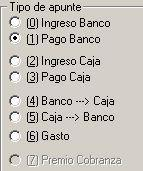 Tipo de apunte
(0) Ingreso Banco
(1) Pago Banco
(2) Ingreso Caja
(3) Pago Caja
(4) Banco ---> Caja
(5) Caja ---> Banco
(6) Gasto
(7) Premio Cobranza